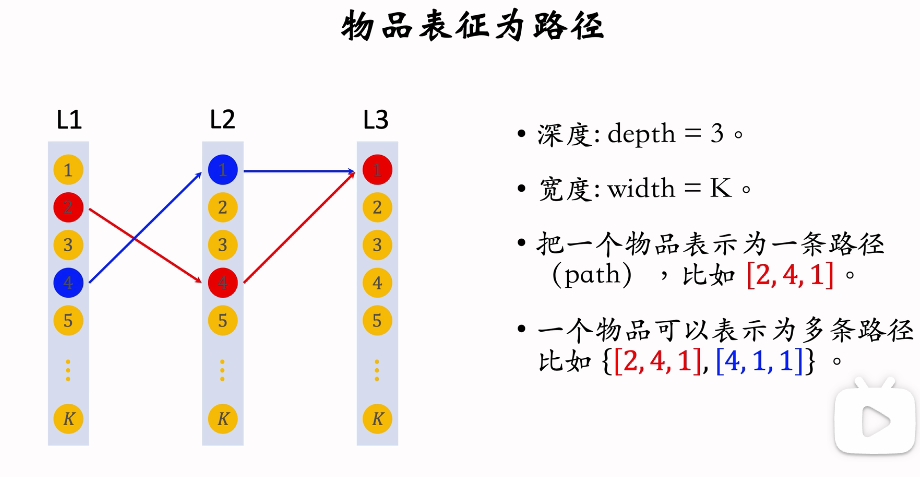 物品表征为路径
L1 L2 L3
1 1 1
2 2 2
3 3 3
4 4 4
5 5 5
⋮ ⋮ ⋮
K K K
• 深度: depth = 3。
• 宽度: width = K。
• 把一个物品表示为一条路径
（path），比如 [2, 4, 1]。
• 一个物品可以表示为多条路径
比如 {[2, 4, 1], [4, 1, 1]} 。